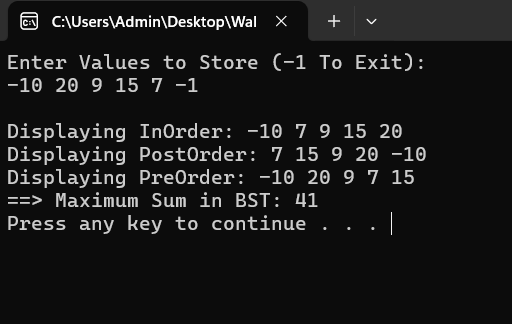 C:\Users\Admin\Desktop\Wal
Enter Values to Store (-1 To Exit):
-10 20 9 15 7 -1
Displaying InOrder: -10 7 9 15 20
Displaying PostOrder: 7 15 9 20 -10
Displaying PreOrder: -10 20 9 7 15
==> Maximum Sum in BST: 41
Press any key to continue . . .